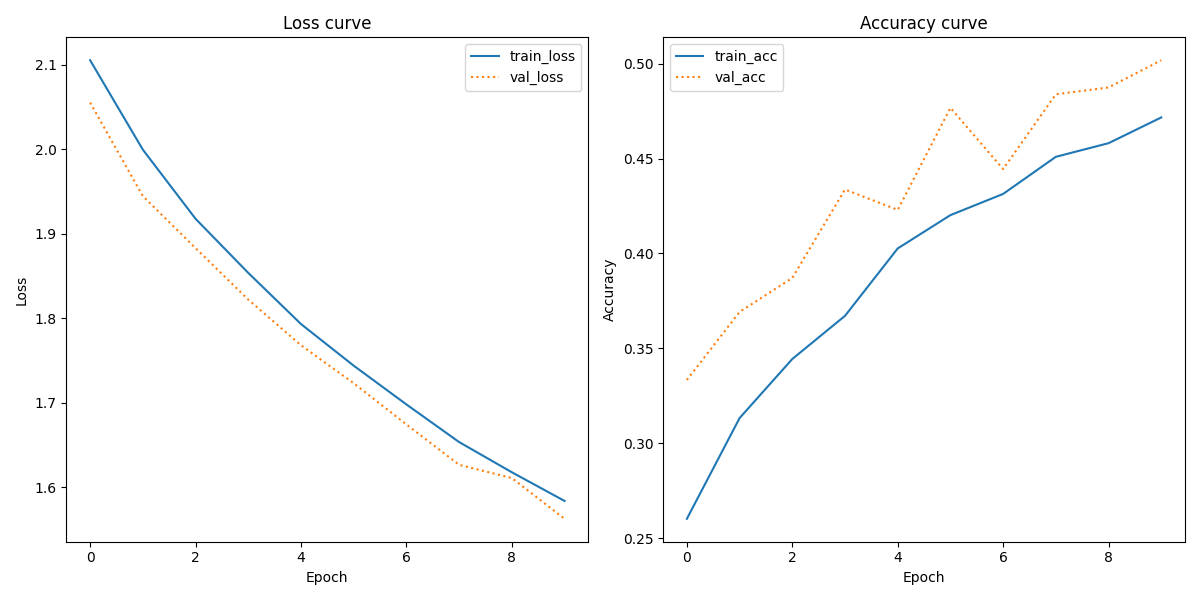 Loss curve
train_loss
val_loss
2.1
2.0
1.9
1.8
1.7
1.6
Loss
0 2 4 6 8
Epoch
Accuracy curve
train_acc
val_acc
0.50
0.45
0.40
0.35
0.30
0.25
Accuracy
0 2 4 6 8
Epoch